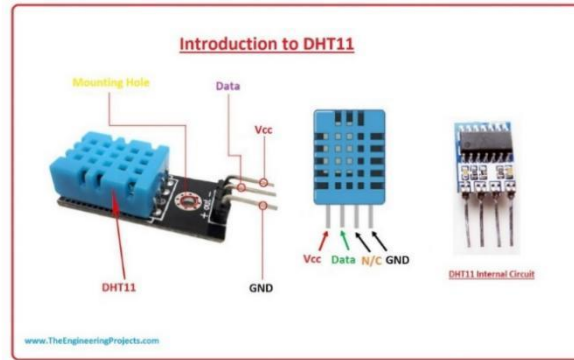 Introduction to DHT11
Mounting Hole
Data
Vcc
DHT11
GND
Vcc
Data
N/C
GND
DHT11 Internal Circuit
www.TheEngineeringProjects.com